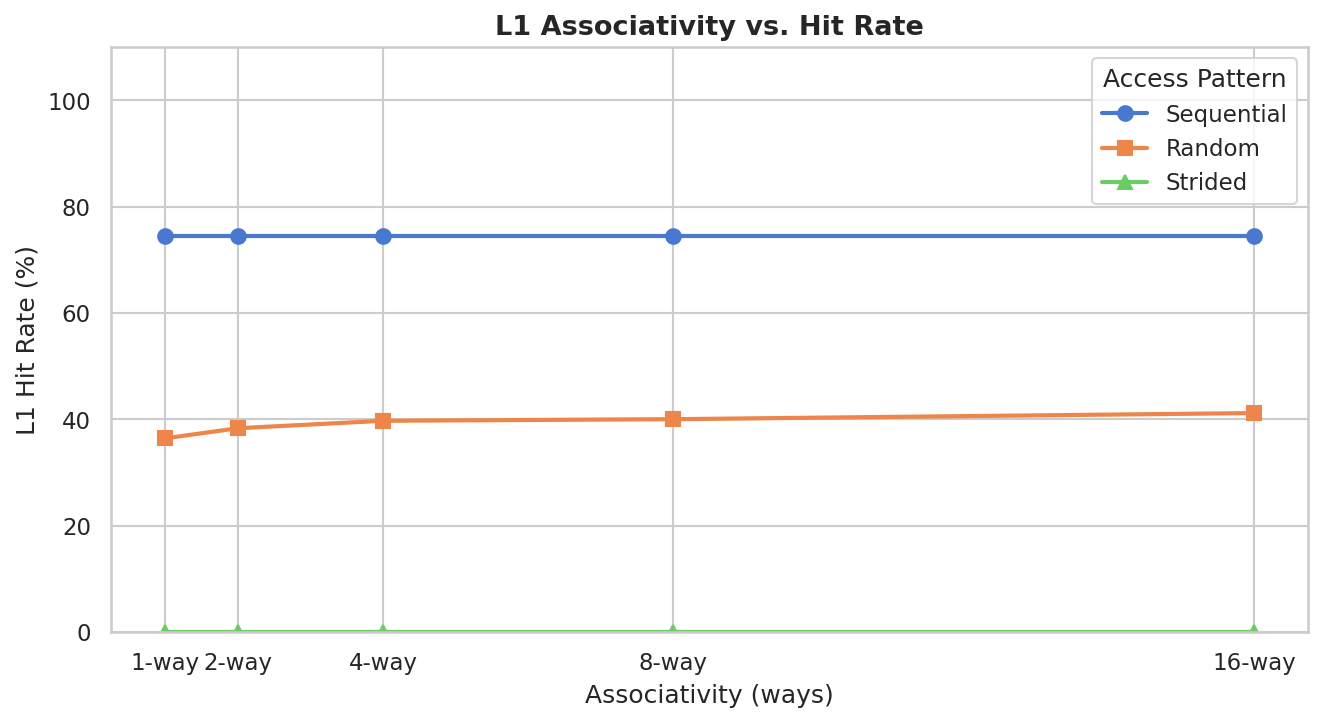 L1 Associativity vs. Hit Rate
Access Pattern
Sequential
Random
Strided
L1 Hit Rate (%)
100
80
60
40
20
0
1-way 2-way 4-way 8-way 16-way
Associativity (ways)